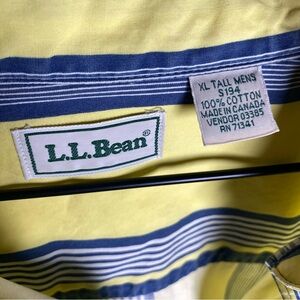 L.L.Bean®
XL TALL MENS
S194
100% COTTON
MADE IN CANADA
VENDOR 03385
RN 71341